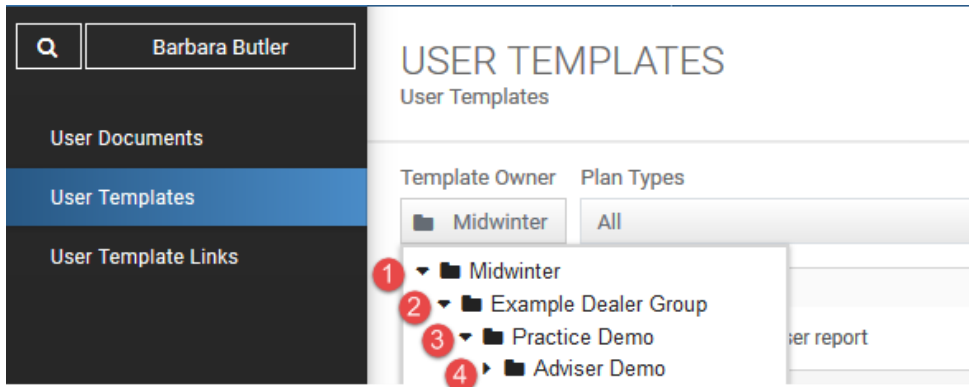 Barbara Butler
User Documents
User Templates
User Template Links
USER TEMPLATES
User Templates
Template Owner Plan Types
Midwinter All
1 Midwinter
2 Example Dealer Group
3 Practice Demo
4 Adviser Demo
report